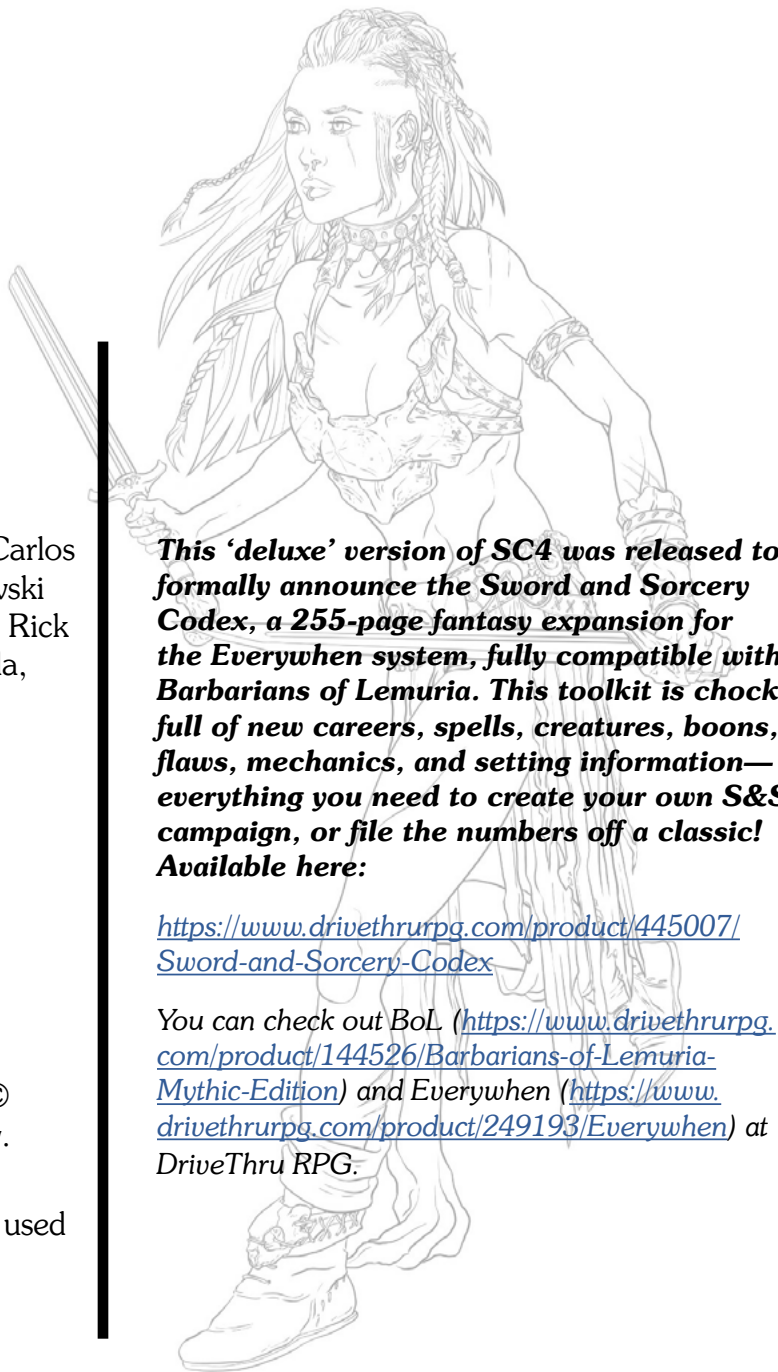 Carlos
vski
Rick
la,
©
.
used
This ‘deluxe’ version of SC4 was released to
formally announce the Sword and Sorcery
Codex, a 255-page fantasy expansion for
the Everywhen system, fully compatible with
Barbarians of Lemuria. This toolkit is chock
full of new careers, spells, creatures, boons,
flaws, mechanics, and setting information—
everything you need to create your own S&S
campaign, or file the numbers off a classic!
Available here:
https://www.drivethrurpg.com/product/445007/
Sword-and-Sorcery-Codex
You can check out BoL (https://www.drivethrurpg.
com/product/144526/Barbarians-of-Lemuria-
Mythic-Edition) and Everywhen (https://www.
drivethrurpg.com/product/249193/Everywhen) at
DriveThru RPG.